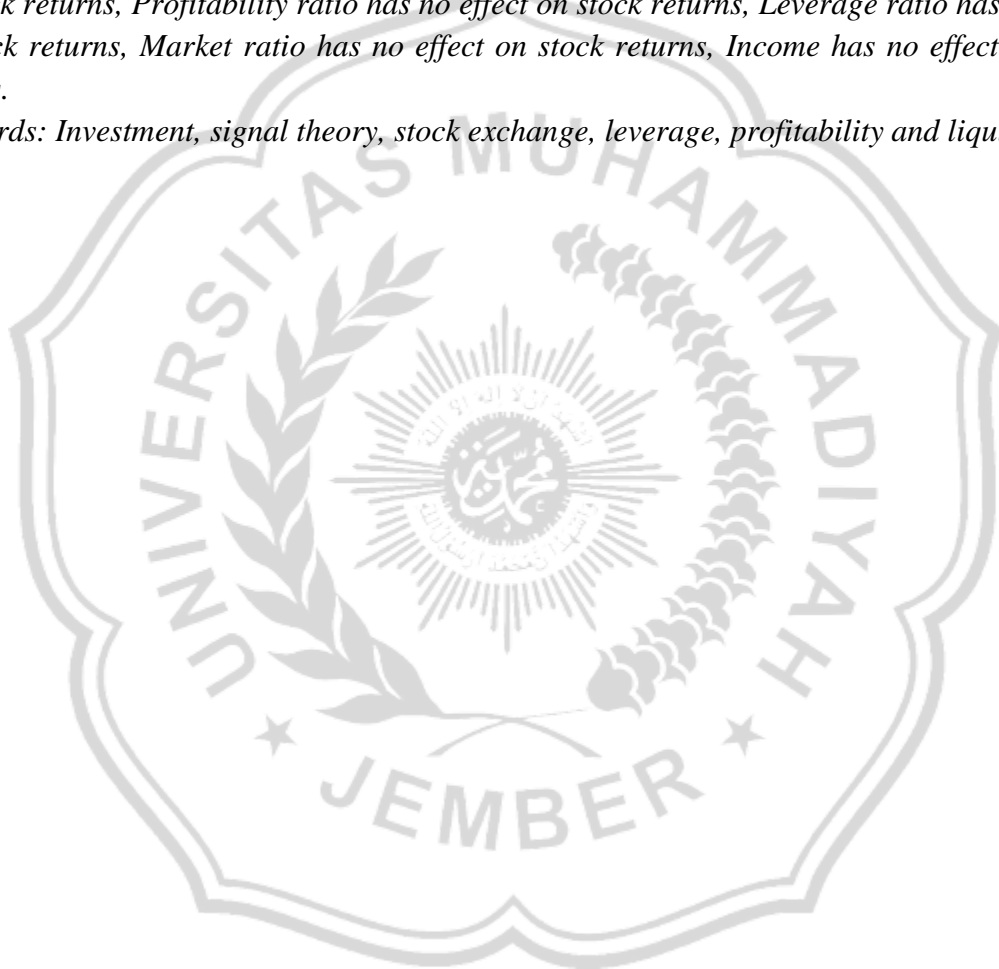 k returns, Profitability ratio has no effect on stock returns, Leverage ratio has
ck returns, Market ratio has no effect on stock returns, Income has no effect
.
rds: Investment, signal theory, stock exchange, leverage, profitability and liqu
UNIVERSITAS MUHAMMADIYAH
JEMBER